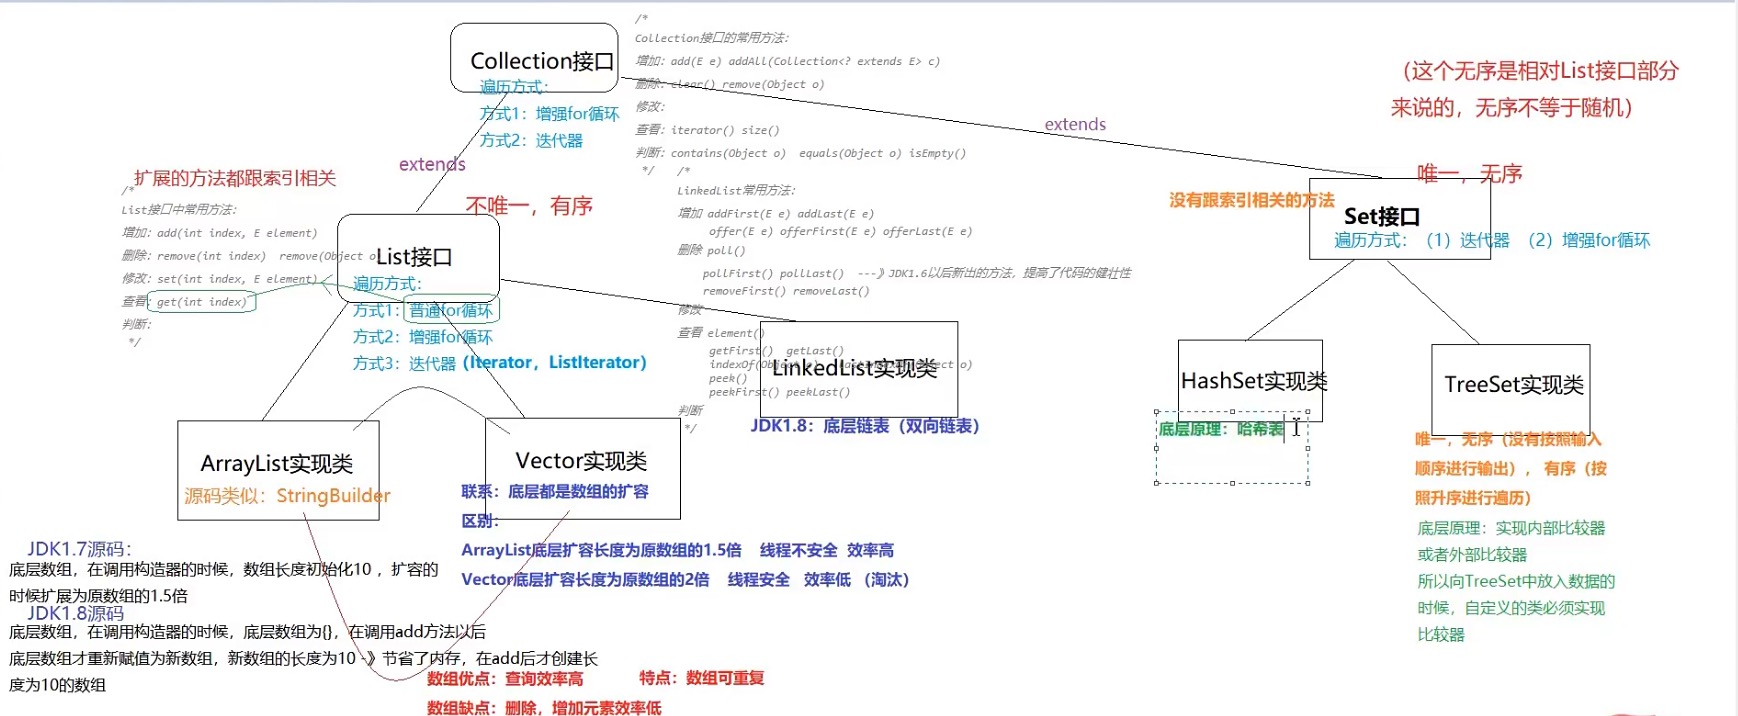 /*
Collection接口的常用方法:
增加: add(E e) addAll(Collection<? extends E> c)
删除: clear() remove(Object o)
修改:
查看: iterator() size()
判断: contains(Object o)  equals(Object o) isEmpty()
*/
Collection接口
遍历方式:
方式1: 增强for循环
方式2: 迭代器
extends
extends
(这个无序是相对List接口部分
来说的，无序不等于随机)
扩展的方法都跟索引相关
/*
List接口中常用方法:
增加: add(int index, E element)
删除: remove(int index)  remove(Object o
修改: set(int index, E element)
查看: get(int index)
判断:
*/
不唯一，有序
List接口
遍历方式:
方式1: 普通for循环
方式2: 增强for循环
方式3: 迭代器 (Iterator, ListIterator)
/*
LinkedList常用方法:
增加 addFirst(E e) addLast(E e)
offer(E e) offerFirst(E e) offerLast(E e)
删除 poll()
pollFirst() pollLast()  ---》JDK1.6以后新出的方法，提高了代码的健壮性
removeFirst() removeLast()
修改
查看 element()
getFirst()  getLast()
indexOf(Object o)
peek()
peekFirst() peekLast()
判断
*/
LinkedList实现类
JDK1.8: 底层链表 (双向链表)
唯一，无序
没有跟索引相关的方法
Set接口
遍历方式: (1) 迭代器 (2) 增强for循环
HashSet实现类
底层原理: 哈希表
TreeSet实现类
唯一，无序 (没有按照输入
顺序进行输出)，有序 (按
照升序进行遍历)
底层原理: 实现内部比较器
或者外部比较器
所以向TreeSet中放入数据的
时候，自定义的类必须实现
比较器
ArrayList实现类
源码类似: StringBuilder
Vector实现类
联系: 底层都是数组的扩容
区别:
ArrayList底层扩容长度为原数组的1.5倍  线程不安全 效率高
Vector底层扩容长度为原数组的2倍  线程安全  效率低 (淘汰)
JDK1.7源码:
底层数组，在调用构造器的时候，数组长度初始化10 ，扩容的
时候扩展为原数组的1.5倍
JDK1.8源码
底层数组，在调用构造器的时候，底层数组为{}，在调用add方法以后
底层数组才重新赋值为新数组，新数组的长度为10 -》节省了内存，在add后才创建长
度为10的数组
数组优点: 查询效率高  特点: 数组可重复
数组缺点: 删除，增加元素效率低